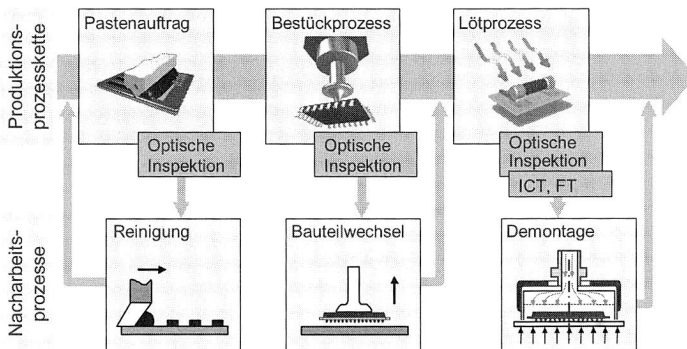 Produktions-
prozesskette
Pastenauftrag
Bestückprozess
Lötprozess
Optische
Inspektion
Optische
Inspektion
Optische
Inspektion
ICT, FT
Nacharbeits-
prozesse
Reinigung
Bauteilwechsel
Demontage